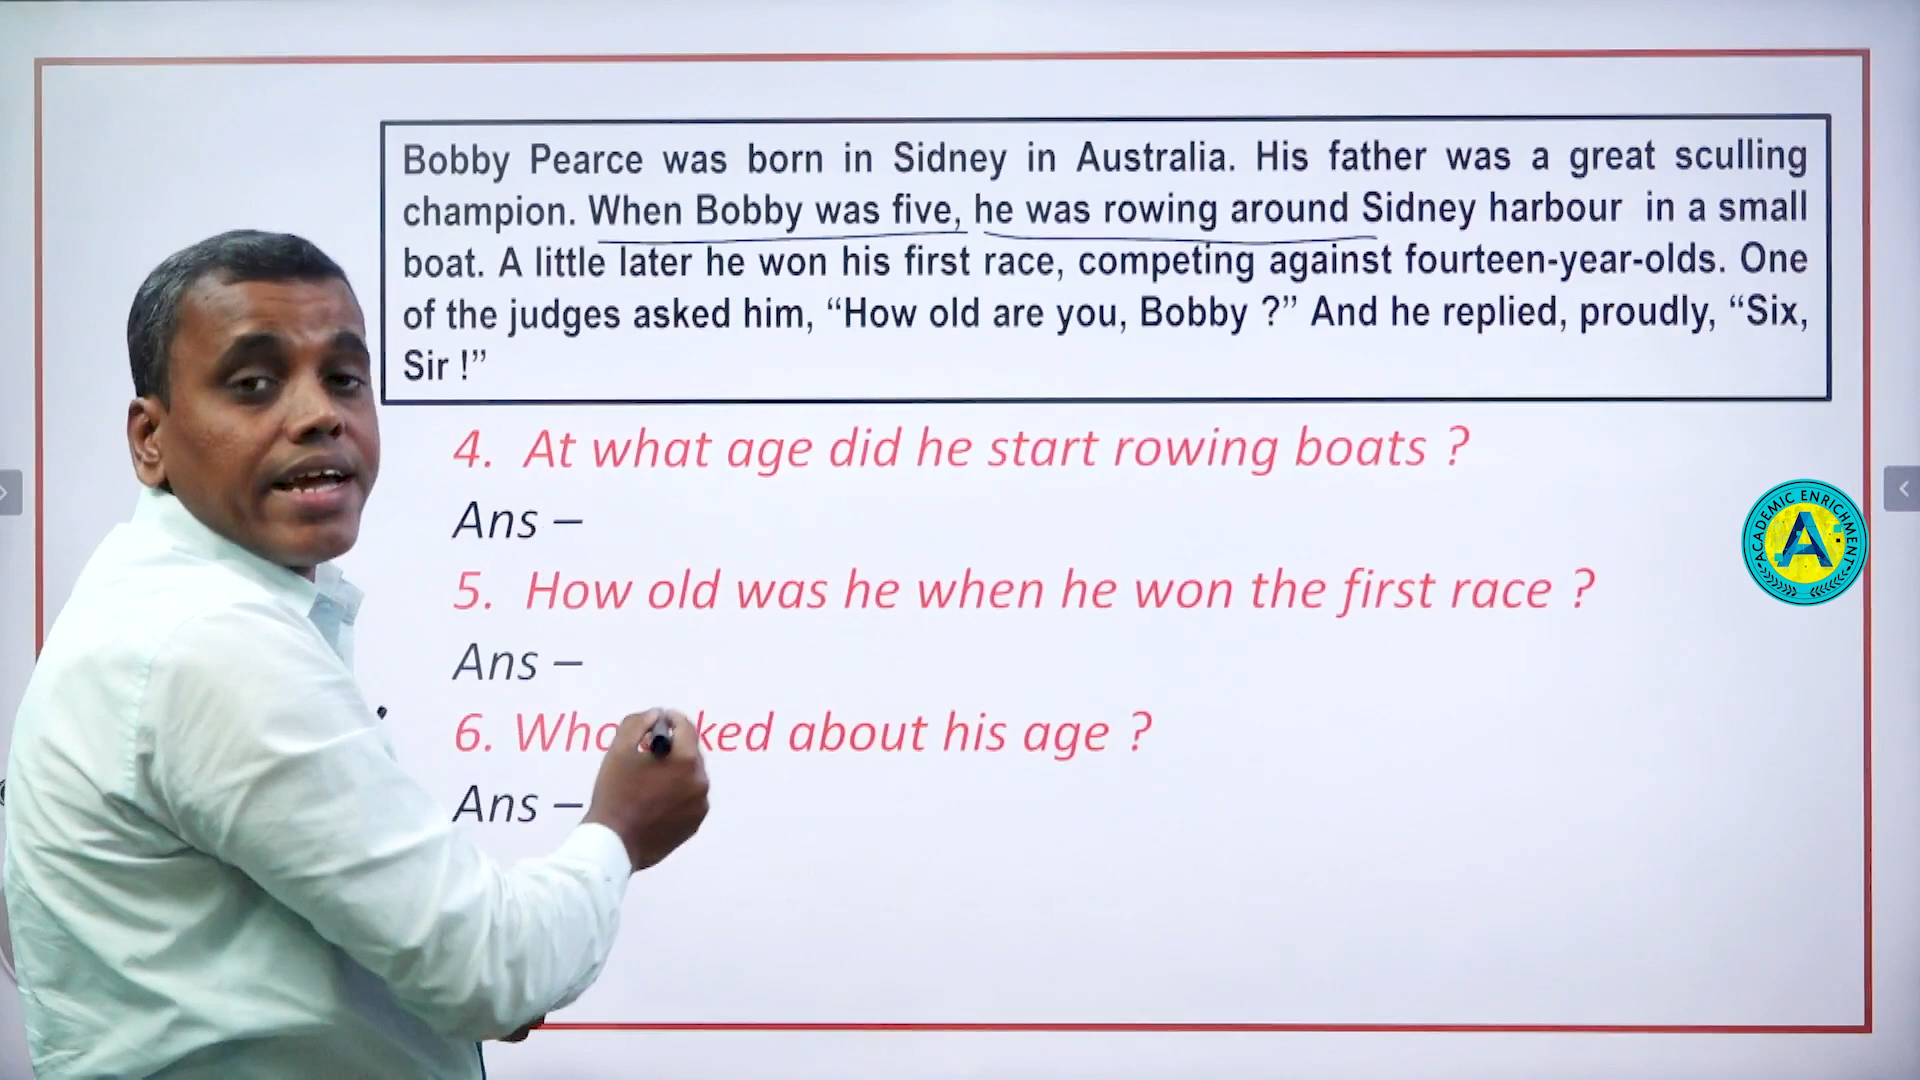 Bobby Pearce was born in Sidney in Australia. His father was a great sculling
champion. When Bobby was five, he was rowing around Sidney harbour in a small
boat. A little later he won his first race, competing against fourteen-year-olds. One
of the judges asked him, “How old are you, Bobby ?” And he replied, proudly, “Six,
Sir !”
4. At what age did he start rowing boats ?
Ans –
5. How old was he when he won the first race ?
Ans –
ACADEMIC ENRICHMENT
A
6. Who asked about his age ?
Ans –